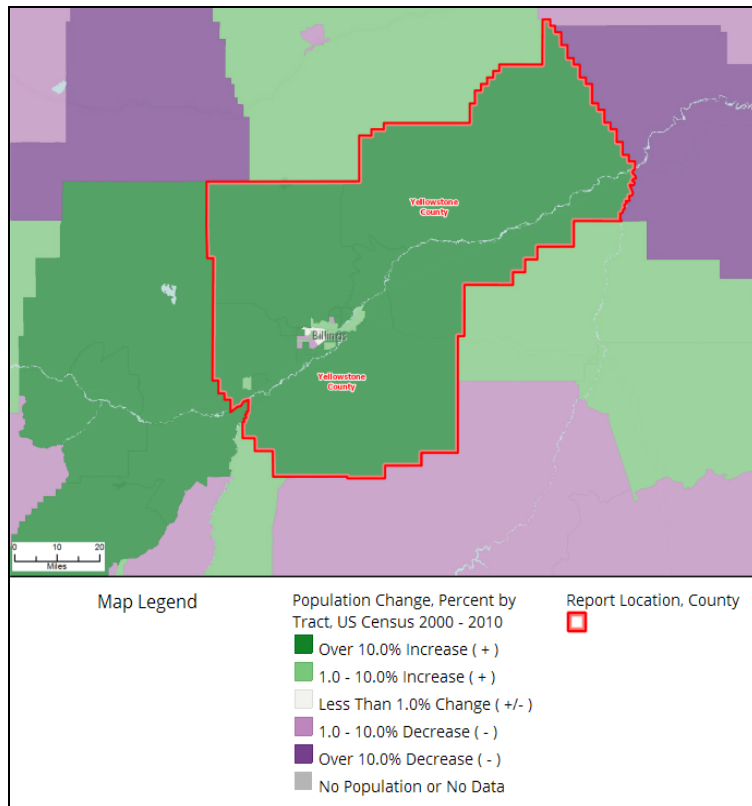 Yellowstone
County
Billings
Yellowstone
County
0 10 20
Miles
Map Legend
Population Change, Percent by
Tract, US Census 2000 - 2010
Over 10.0% Increase ( + )
1.0 - 10.0% Increase ( + )
Less Than 1.0% Change ( +/- )
1.0 - 10.0% Decrease ( - )
Over 10.0% Decrease ( - )
No Population or No Data
Report Location, County